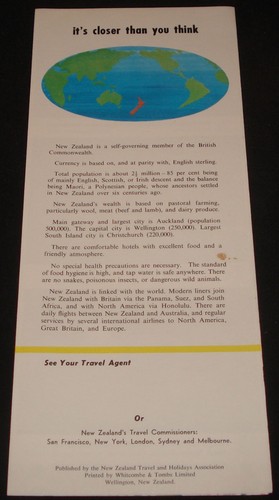 it's closer than you think
New Zealand is a self-governing member of the British
Commonwealth.
Currency is based on, and at parity with, English sterling.
Total population is about 2½ million - 85 per cent being
of mainly English, Scottish, or Irish descent and the balance
being Maori, a Polynesian people, whose ancestors settled
in New Zealand over six centuries ago.
New Zealand's wealth is based on pastoral farming,
particularly wool, meat (beef and lamb), and dairy produce.
Main gateway and largest city is Auckland (population
500,000). The capital city is Wellington (250,000). Largest
South Island city is Christchurch (220,000).
There are comfortable hotels with excellent food and a
friendly atmosphere.
No special health precautions are necessary. The standard
of food hygiene is high, and tap water is safe anywhere. There
are no snakes, poisonous insects, or dangerous wild animals.
New Zealand is linked with the world. Modern liners join
New Zealand with Britain via the Panama, Suez, and South
Africa, and with North America via Honolulu. There are
daily flights between New Zealand and Australia, and regular
services by several international airlines to North America,
Great Britain, and Europe.
See Your Travel Agent
Or
New Zealand's Travel Commissioners:
San Francisco, New York, London, Sydney and Melbourne.
Published by the New Zealand Travel and Holidays Association
Printed by Whitcombe & Tombs Limited
Wellington, New Zealand.